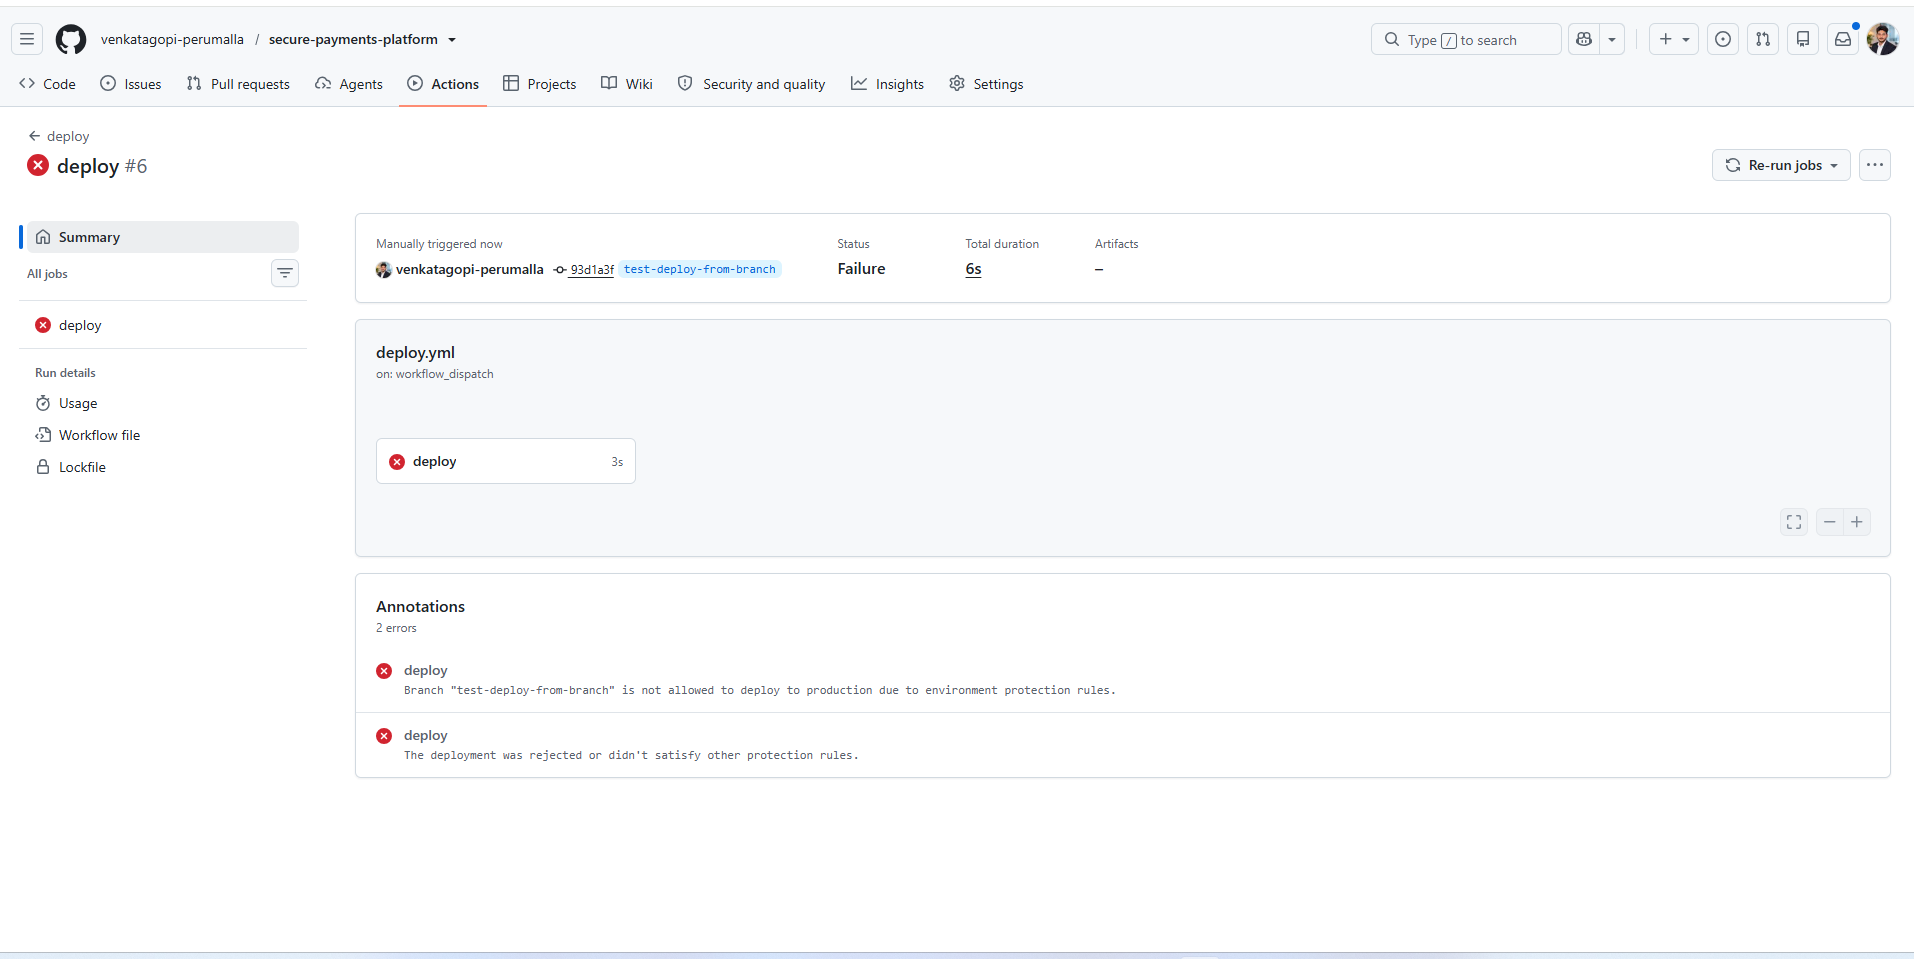 venkatagopi-perumalla / secure-payments-platform
Type / to search
Code Issues Pull requests Agents Actions Projects Wiki Security and quality Insights Settings
deploy
deploy #6
Re-run jobs
Summary
All jobs
deploy
Run details
Usage
Workflow file
Lockfile
Manually triggered now
venkatagopi-perumalla 93d1a3f test-deploy-from-branch
Status
Failure
Total duration
6s
Artifacts
–
deploy.yml
on: workflow_dispatch
deploy 3s
Annotations
2 errors
deploy
Branch "test-deploy-from-branch" is not allowed to deploy to production due to environment protection rules.
deploy
The deployment was rejected or didn't satisfy other protection rules.